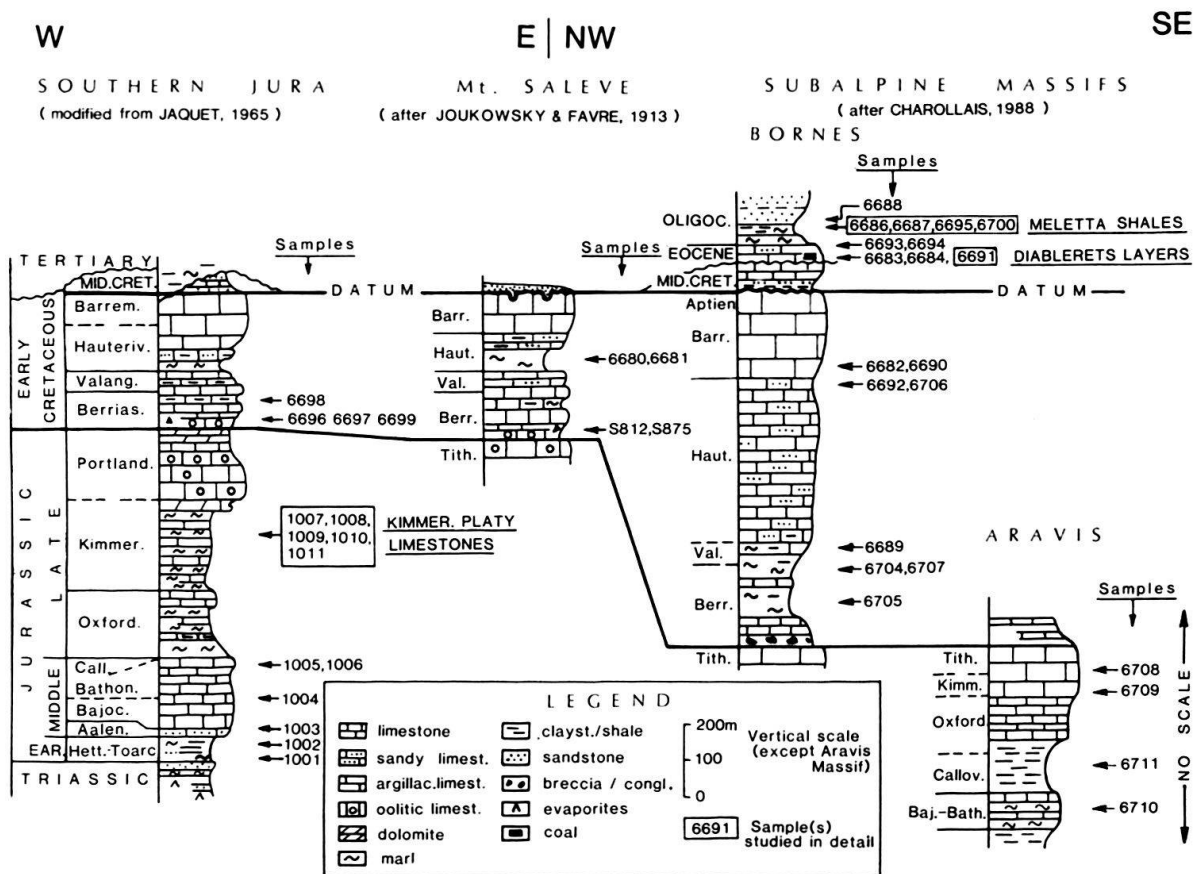 W
E | NW
SE
SOUTHERN JURA
( modified from JAQUET, 1965 )
Mt. SALEVE
( after JOUKOWSKY & FAVRE, 1913 )
SUBALPINE MASSIFS
( after CHAROLLAIS, 1988 )
BORNES
Samples
TERTIARY
MID.CRET.
EARLY CRETACEOUS
Barrem.
Hauteriv.
Valang.
Berrias.
JURASSIC
LATE
Portland.
Kimmer.
Oxford.
MIDDLE
Call.
Bathon.
Bajoc.
Aalen.
EAR.
Hett.-Toarc
TRIASSIC
Samples
DATUM
6698
6696 6697 6699
1007,1008,
1009,1010,
1011
KIMMER. PLATY
LIMESTONES
1005,1006
1004
1003
1002
1001
Samples
Barr.
Haut.
Val.
Berr.
Tith.
6680,6681
S812,S875
OLIGOC.
EOCENE
MID.CRET.
Aptien
Barr.
Haut.
Val.
Berr.
Tith.
6688
6686,6687,6695,6700 MELETTA SHALES
6693,6694
6683,6684, 6691 DIABLERETS LAYERS
DATUM
6682,6690
6692,6706
6689
6704,6707
6705
ARAVIS
Samples
Tith.
Kimm.
Oxford
Callov.
Baj.-Bath.
6708
6709
6711
6710
NO SCALE
LEGEND
limestone
sandy limest.
argillac.limest.
oolitic limest.
dolomite
marl
clayst./shale
sandstone
breccia / congl.
evaporites
coal
200m
100
0
Vertical scale
(except Aravis
Massif)
6691
Sample(s)
studied in detail